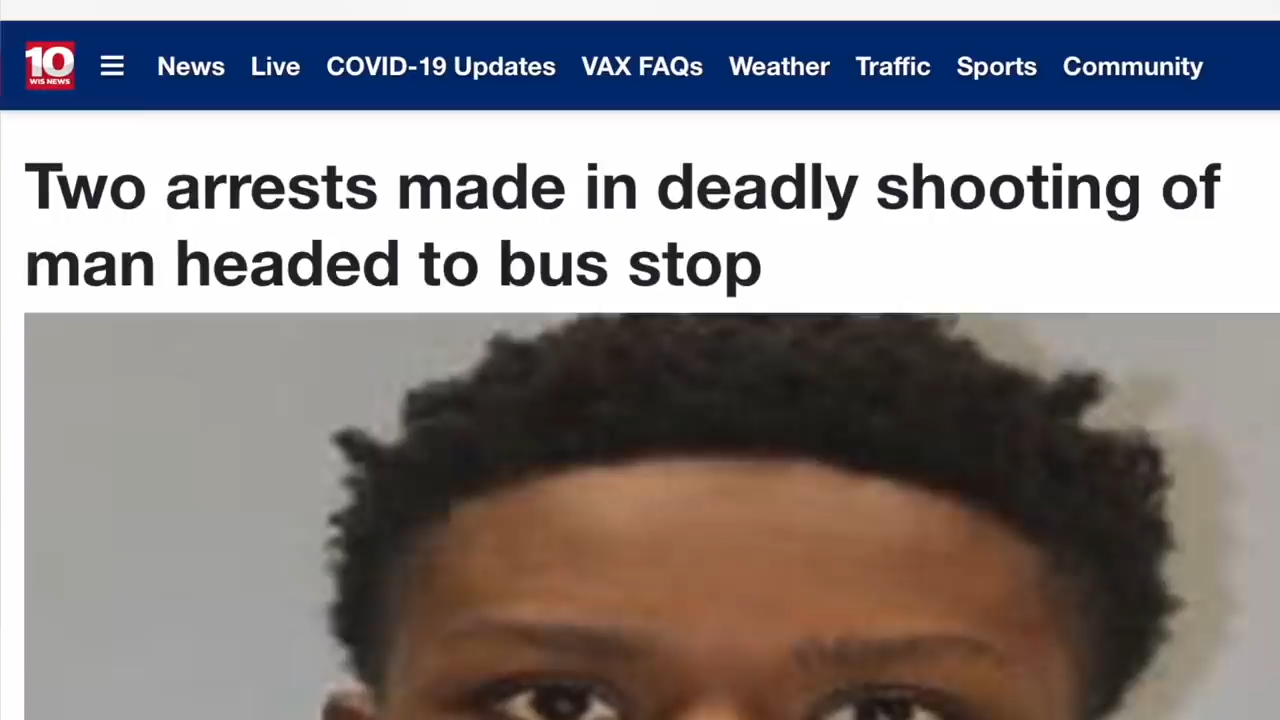 10
WIS NEWS
News Live COVID-19 Updates VAX FAQs Weather Traffic Sports Community
Two arrests made in deadly shooting of
man headed to bus stop